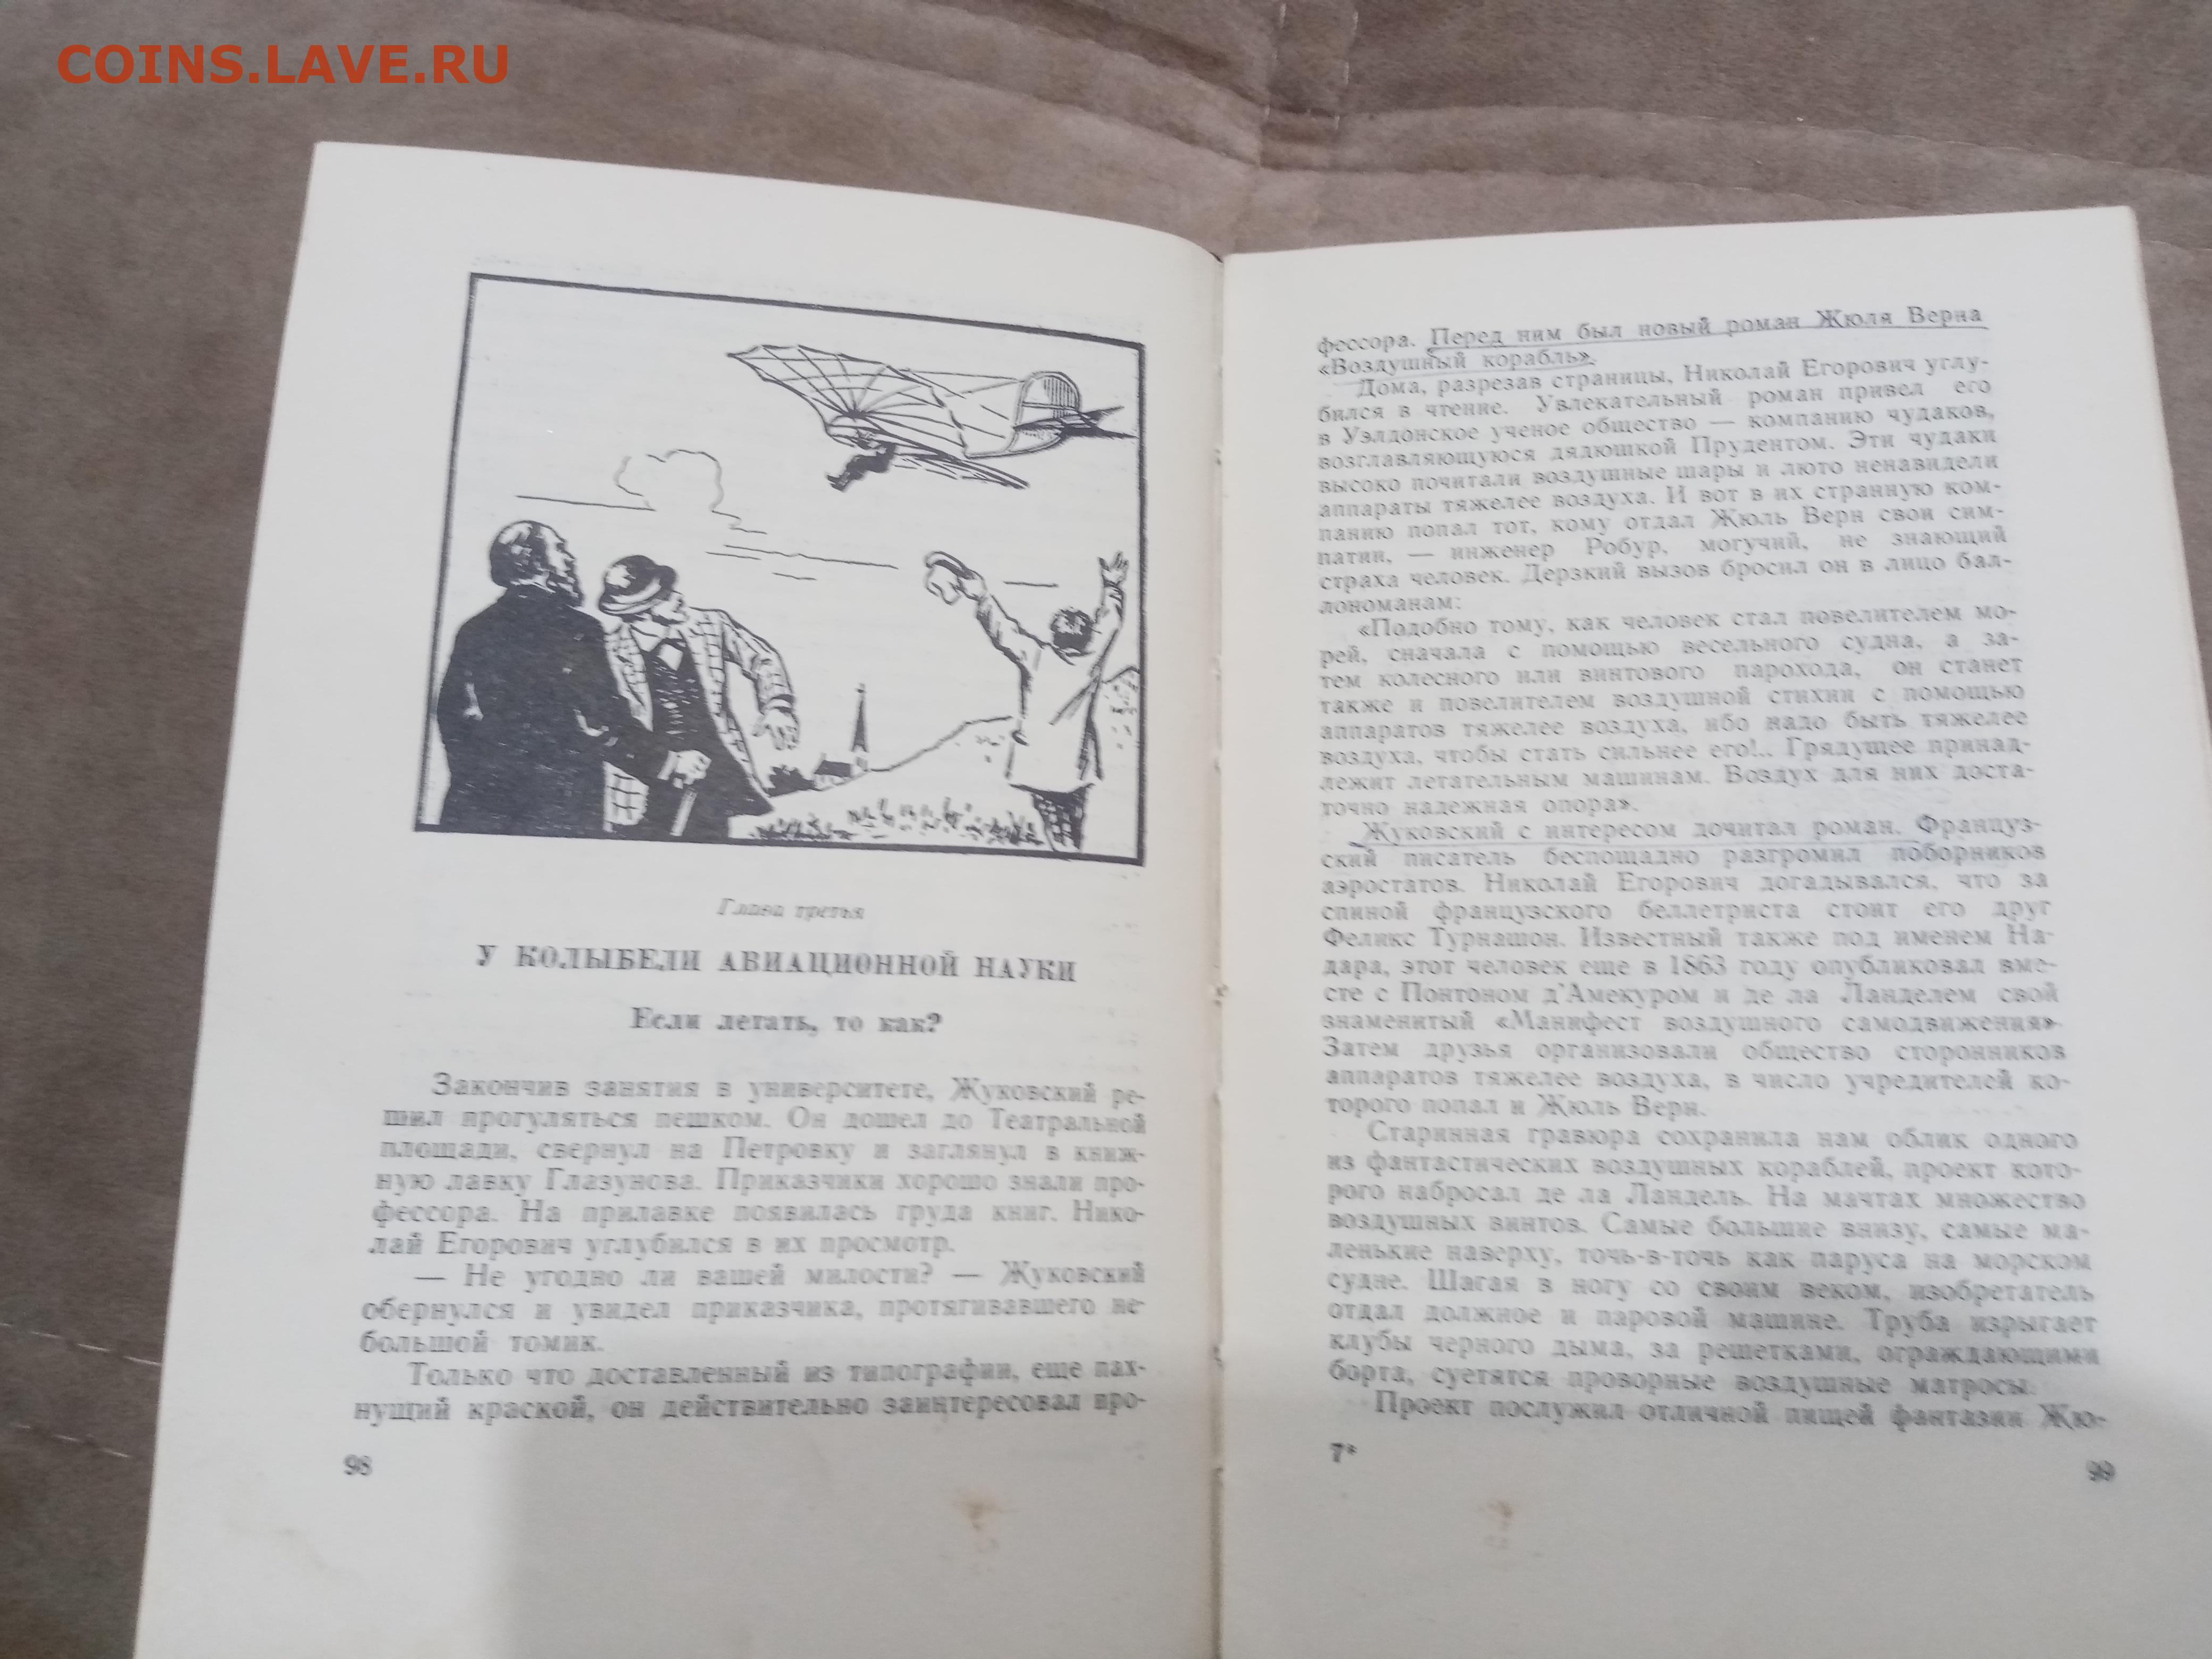 COINS.LAVE.RU
Глава третья
У КОЛЫБЕЛИ АВИАЦИОННОЙ НАУКИ
Если летать, то как?
Закончив занятия в университете, Жуковский ре-
шил прогуляться пешком. Он дошел до Театральной
площади, свернул на Петровку и заглянул в книж-
ную лавку Глазунова. Приказчики хорошо знали про-
фессора. На прилавке появилась груда книг. Нико-
лай Егорович углубился в их просмотр.
— Не угодно ли вашей милости? — Жуковский
обернулся и увидел приказчика, протягивавшего не-
большой томик.
Только что доставленный из типографии, еще пах-
нущий краской, он действительно заинтересовал про-
98
фессора. Перед ним был новый роман Жюля Верна
«Воздушный корабль».
Дома, разрезав страницы, Николай Егорович углу-
бился в чтение. Увлекательный роман привел его
в Уэлдонское ученое общество — компанию чудаков,
возглавляющуюся дядюшкой Прудентом. Эти чудаки
высоко почитали воздушные шары и люто ненавидели
аппараты тяжелее воздуха. И вот в их странную ком-
панию попал тот, кому отдал Жюль Верн свои сим-
патии, — инженер Робур, могучий, не знающий
страха человек. Дерзкий вызов бросил он в лицо бал-
лономанам:
«Подобно тому, как человек стал повелителем мо-
рей, сначала с помощью весельного судна, а за-
тем колесного или винтового парохода, он станет
также и повелителем воздушной стихии с помощью
аппаратов тяжелее воздуха, ибо надо быть тяжелее
воздуха, чтобы стать сильнее его!.. Грядущее принад-
лежит летательным машинам. Воздух для них доста-
точно надежная опора».
Жуковский с интересом дочитал роман. Француз-
ский писатель беспощадно разгромил поборников
аэростатов. Николай Егорович догадывался, что за
спиной французского беллетриста стоит его друг
Феликс Турнашон. Известный также под именем На-
дара, этот человек еще в 1863 году опубликовал вме-
сте с Понтоном д'Амекуром и де ла Ланделем свой
знаменитый «Манифест воздушного самодвижения».
Затем друзья организовали общество сторонников
аппаратов тяжелее воздуха, в число учредителей ко-
торого попал и Жюль Верн.
Старинная гравюра сохранила нам облик одного
из фантастических воздушных кораблей, проект кото-
рого набросал де ла Ландель. На мачтах множество
воздушных винтов. Самые большие внизу, самые ма-
ленькие наверху, точь-в-точь как паруса на морском
судне. Шагая в ногу со своим веком, изобретатель
отдал должное и паровой машине. Труба изрыгает
клубы черного дыма, за решетками, ограждающими
борта, суетятся проворные воздушные матросы.
Проект послужил отличной пищей фантазии Жю-
7*
99